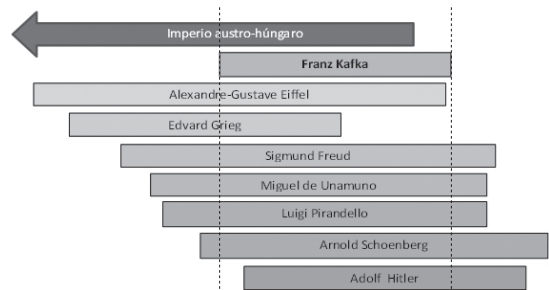 Imperio austro-húngaro
Franz Kafka
Alexandre-Gustave Eiffel
Edvard Grieg
Sigmund Freud
Miguel de Unamuno
Luigi Pirandello
Arnold Schoenberg
Adolf Hitler